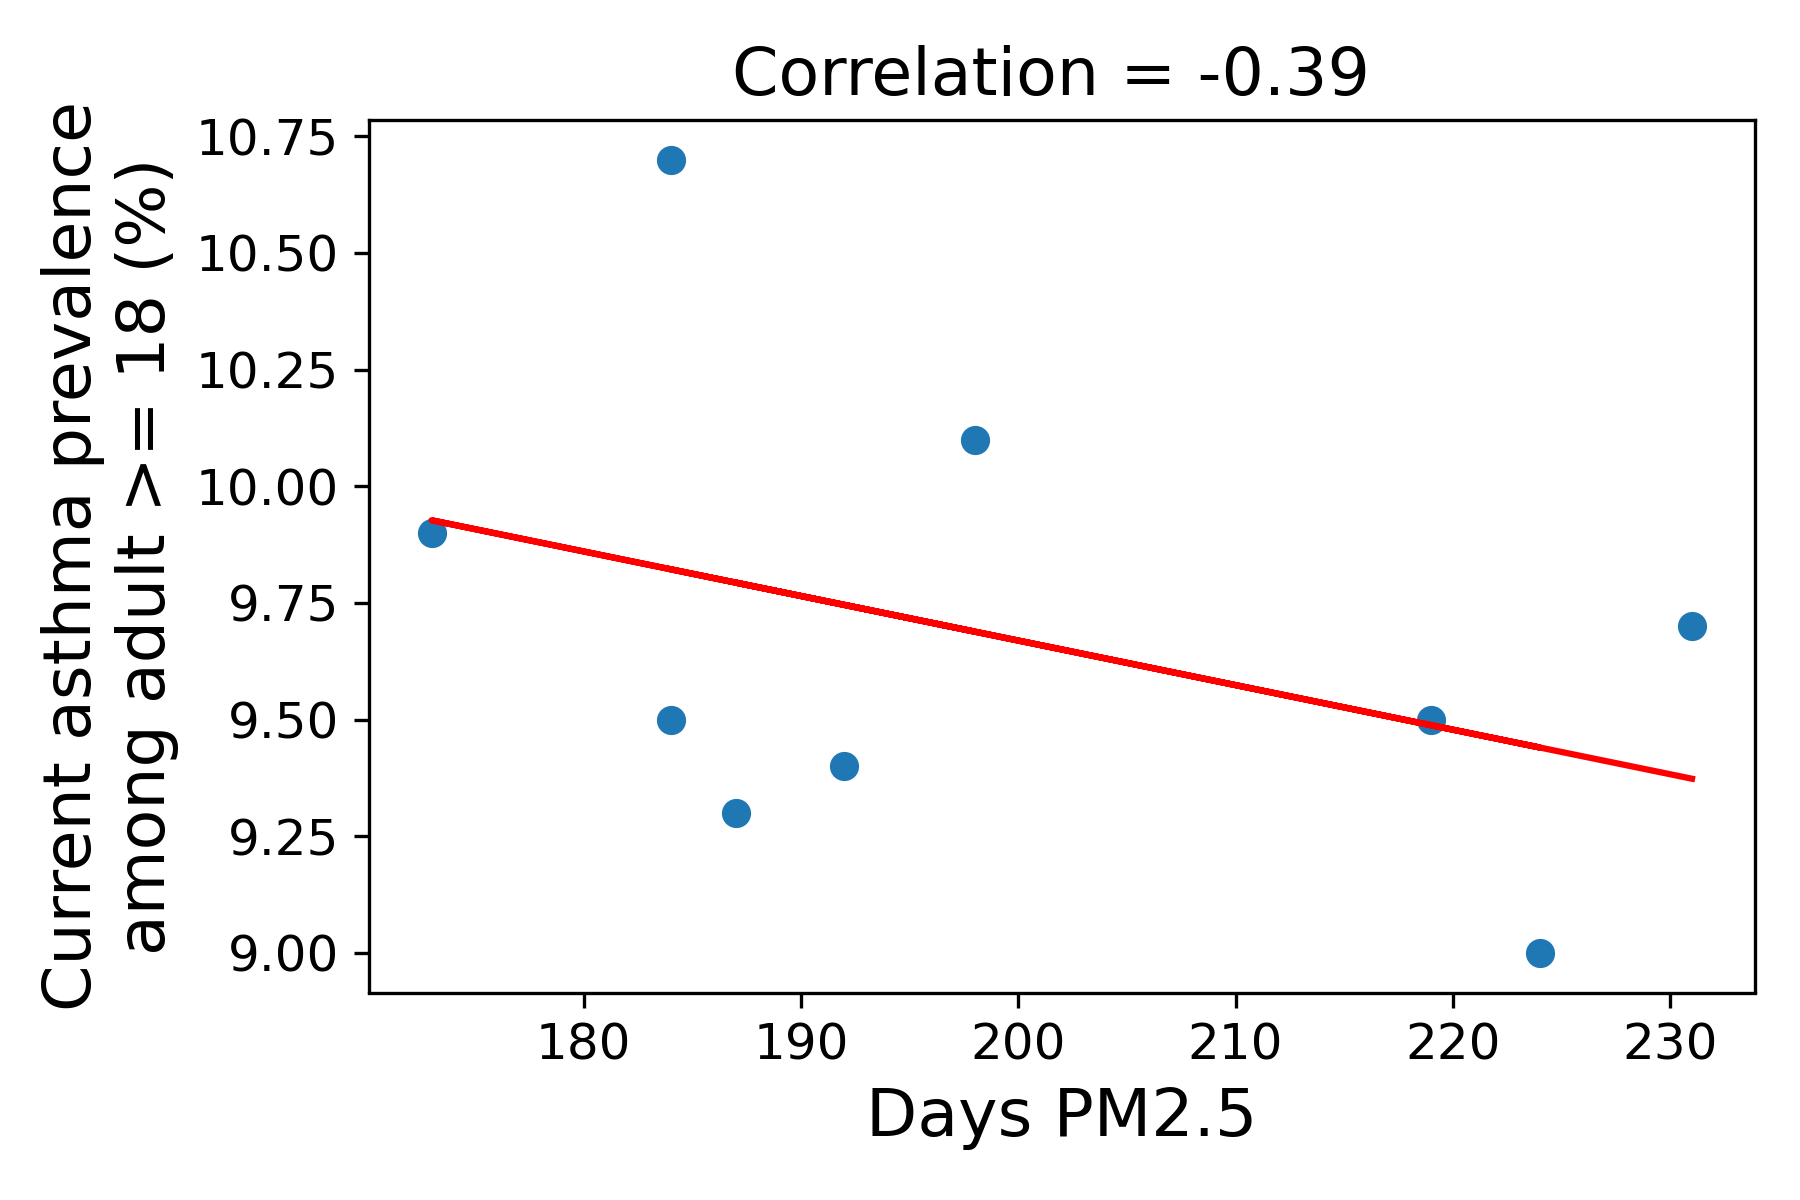 Correlation = -0.39
Current asthma prevalence
among adult >= 18 (%)
10.75
10.50
10.25
10.00
9.75
9.50
9.25
9.00
180 190 200 210 220 230
Days PM2.5